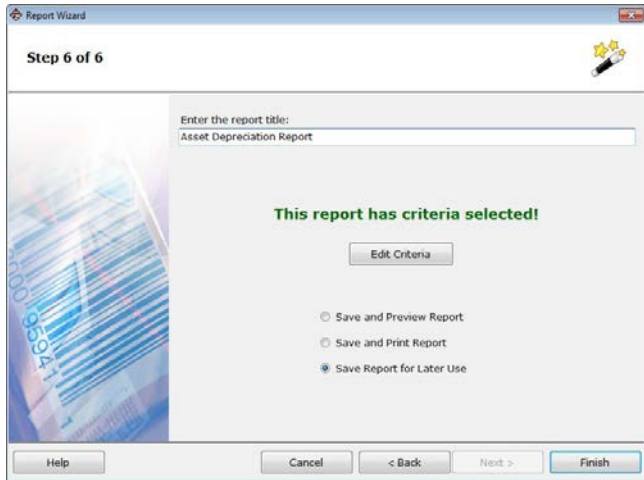 Report Wizard
Step 6 of 6
Enter the report title:
Asset Depreciation Report
This report has criteria selected!
Edit Criteria
Save and Preview Report
Save and Print Report
Save Report for Later Use
Help
Cancel
< Back
Next >
Finish